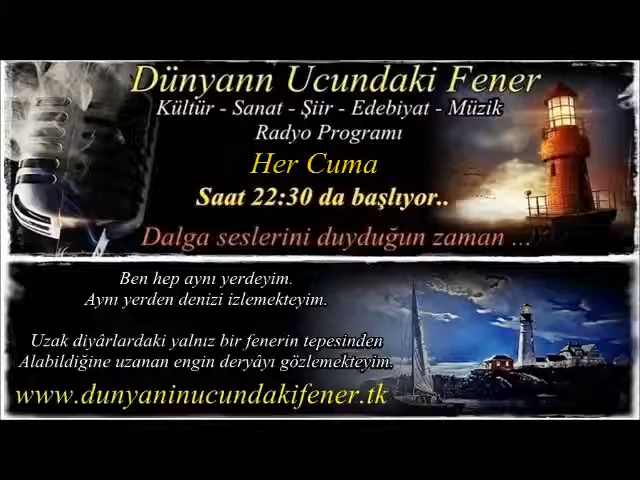 Dünyann Ucundaki Fener
Kültür - Sanat - Şiir - Edebiyat - Müzik
Radyo Programı
Her Cuma
Saat 22:30 da başlıyor..
Dalga seslerini duyduğun zaman ...
Ben hep aynı yerdeyim.
Aynı yerden denizi izlemekteyim.
Uzak diyârlardaki yalnız bir fenerin tepesinden
Alabildiğine uzanan engin deryâyı gözlemekteyim.
www.dunyaninucundakifener.tk